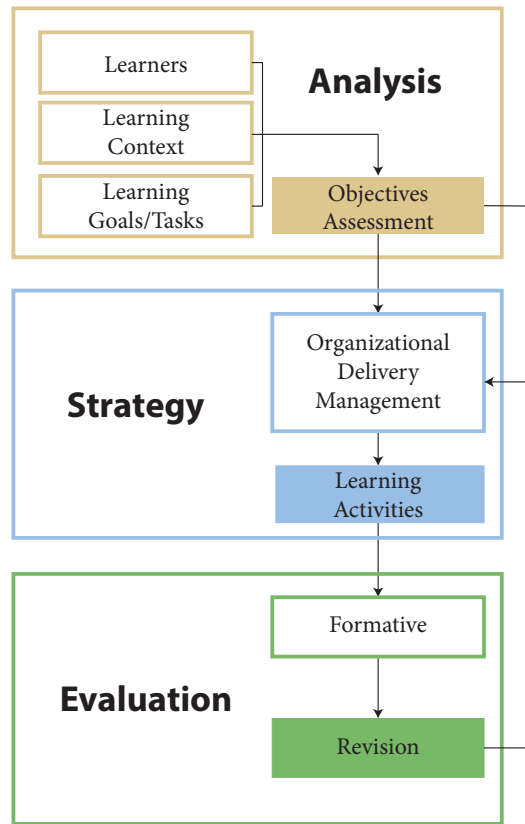 Learners
Analysis
Learning
Context
Learning
Goals/Tasks
Objectives
Assessment
Organizational
Delivery
Management
Strategy
Learning
Activities
Formative
Evaluation
Revision